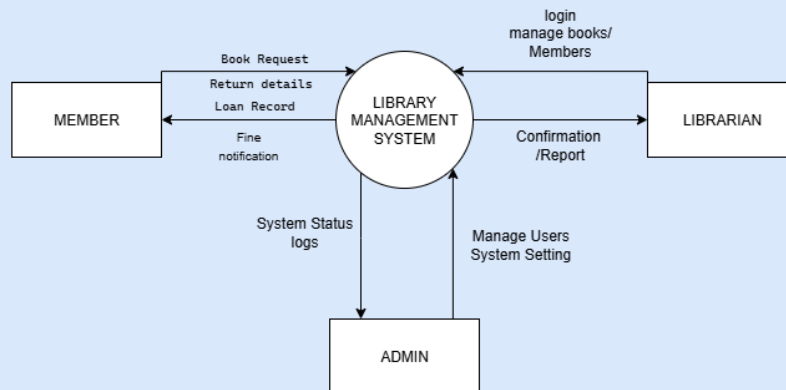 login
manage books/
Members
Book Request
Return details
Loan Record
Fine
notification
MEMBER
LIBRARY
MANAGEMENT
SYSTEM
LIBRARIAN
Confirmation
/Report
System Status
logs
Manage Users
System Setting
ADMIN